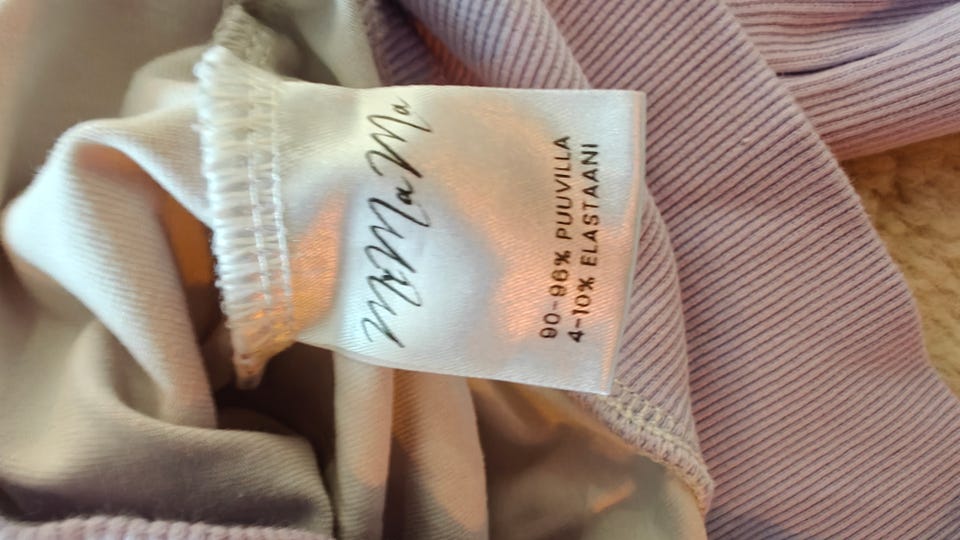 90-96% PUUVILLA
4-10% ELASTAANI